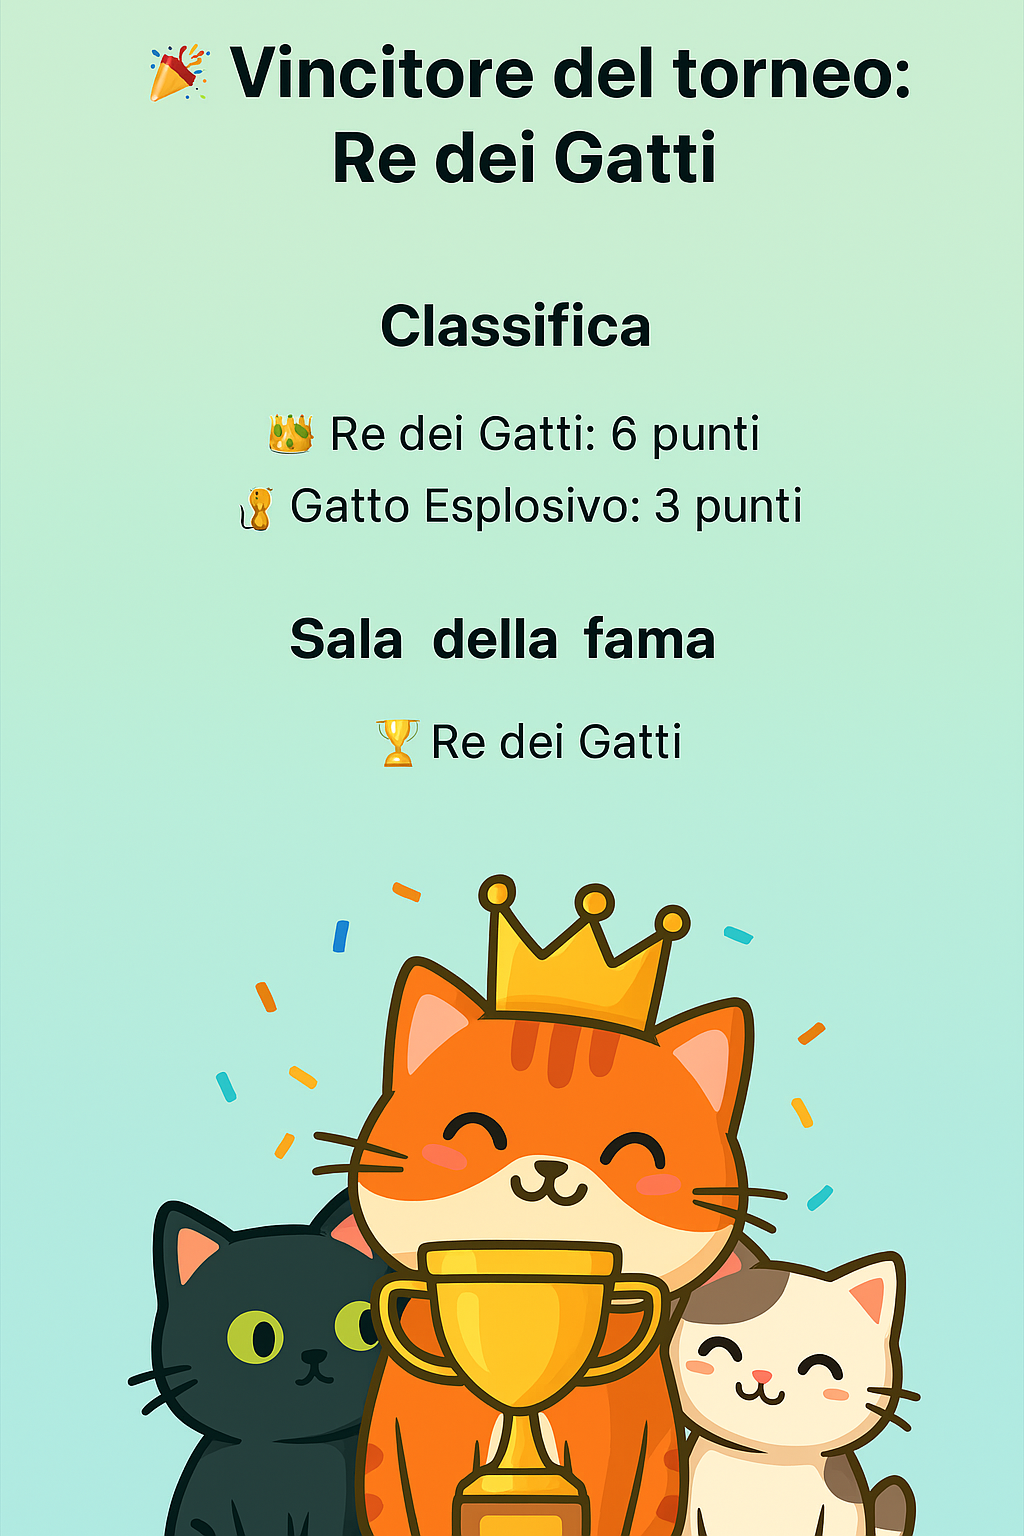 🎉 Vincitore del torneo:
Re dei Gatti
Classifica
Re dei Gatti: 6 punti
Gatto Esplosivo: 3 punti
Sala della fama
🏆 Re dei Gatti